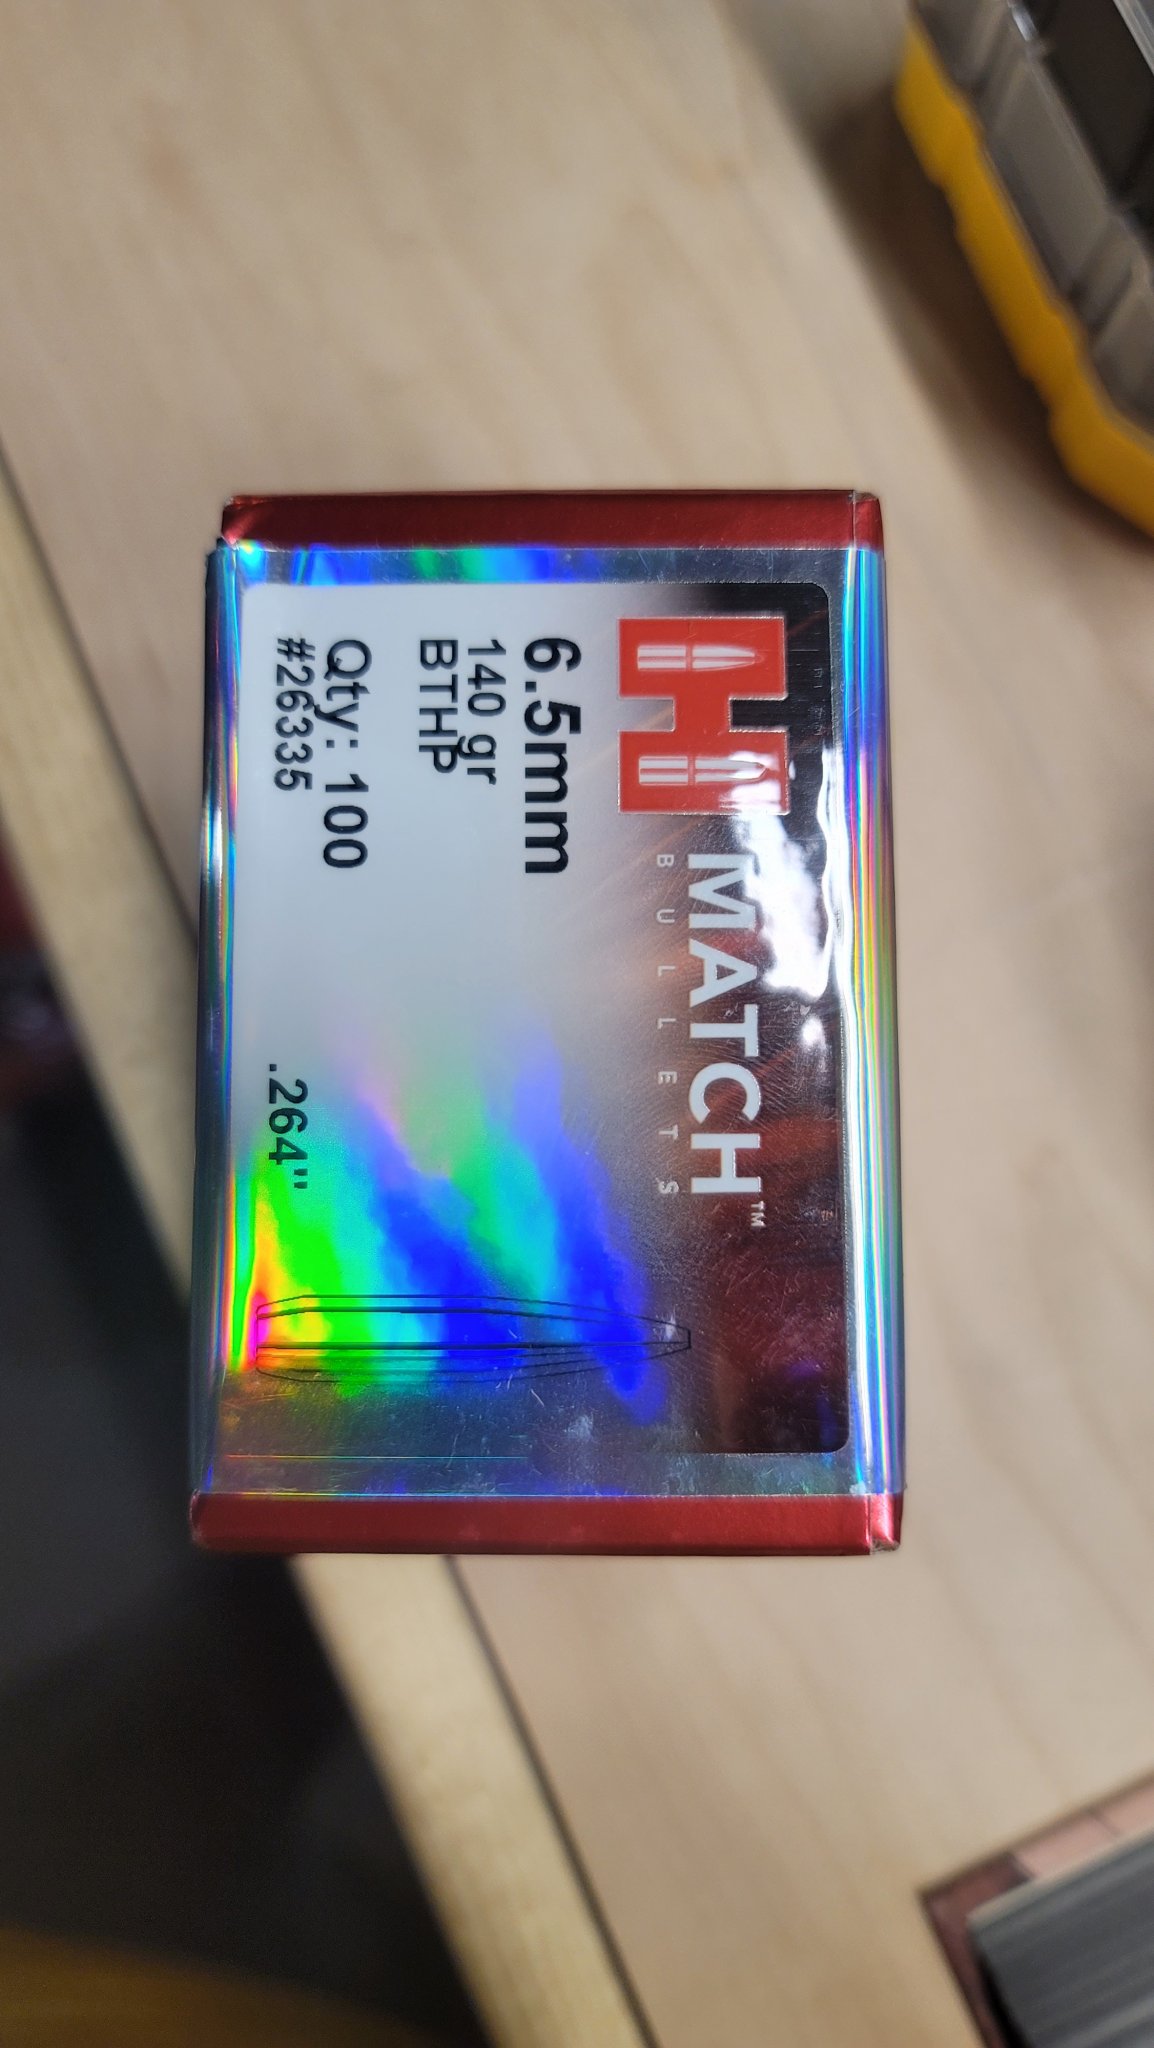 H MATCH™
BULLETS
6.5mm
140 gr
BTHP
Qty: 100
#26335
.264"